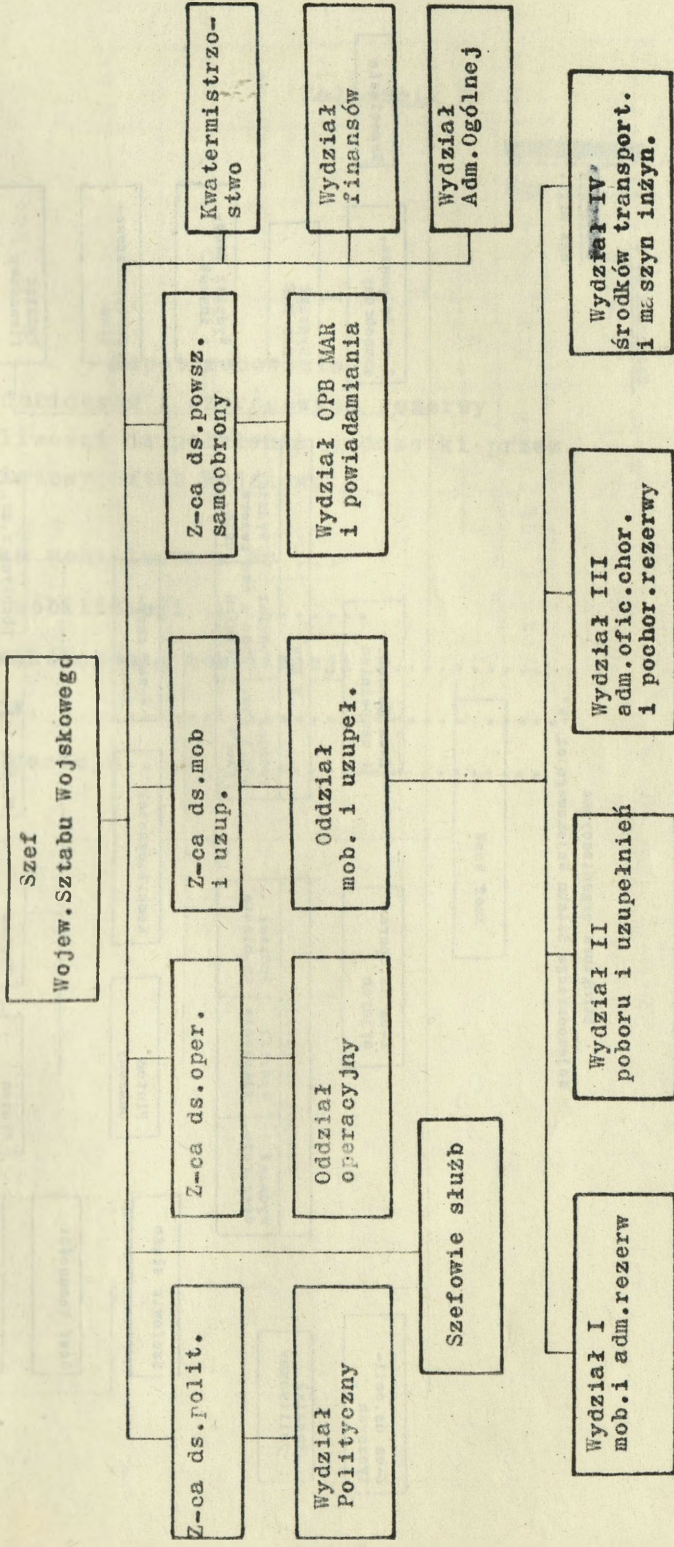 Szef
Wojew.Sztabu Wojskowego
Z-ca ds.polit.
Z-ca ds.oper.
Z-ca ds.mob
i uzup.
Z-ca ds.powsz.
samoobrony
Kwatermistrzo-
stwo
Wydział
Polityczny
Oddział
operacyjny
Oddział
mob. i uzupeł.
Wydział OPB MAR
i powiadamiania
Wydział
finansów
Szefowie służb
Wydział
Adm.Ogólnej
Wydział I
mob.i adm.rezerw
Wydział II
poboru i uzupełnień
Wydział III
adm.ofic.chor.
i pochor.rezerwy
Wydział IV
środków transport.
i maszyn inżyn.